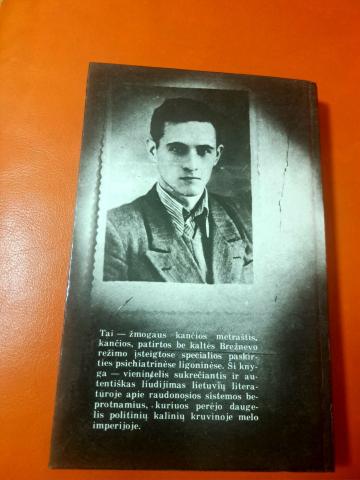 Tai — žmogaus kančios metraštis,
kančios, patirtos be kaltės Brežnevo
režimo įsteigtose specialios paskir-
ties psichiatrinėse ligoninėse. Ši kny-
ga — vienintelis sukrečiantis ir au-
tentiškas liudijimas lietuvių litera-
tūroje apie raudonosios sistemos be-
protnamius, kuriuos perėjo dauge-
lis politinių kalinių kruvinoje melo
imperijoje.